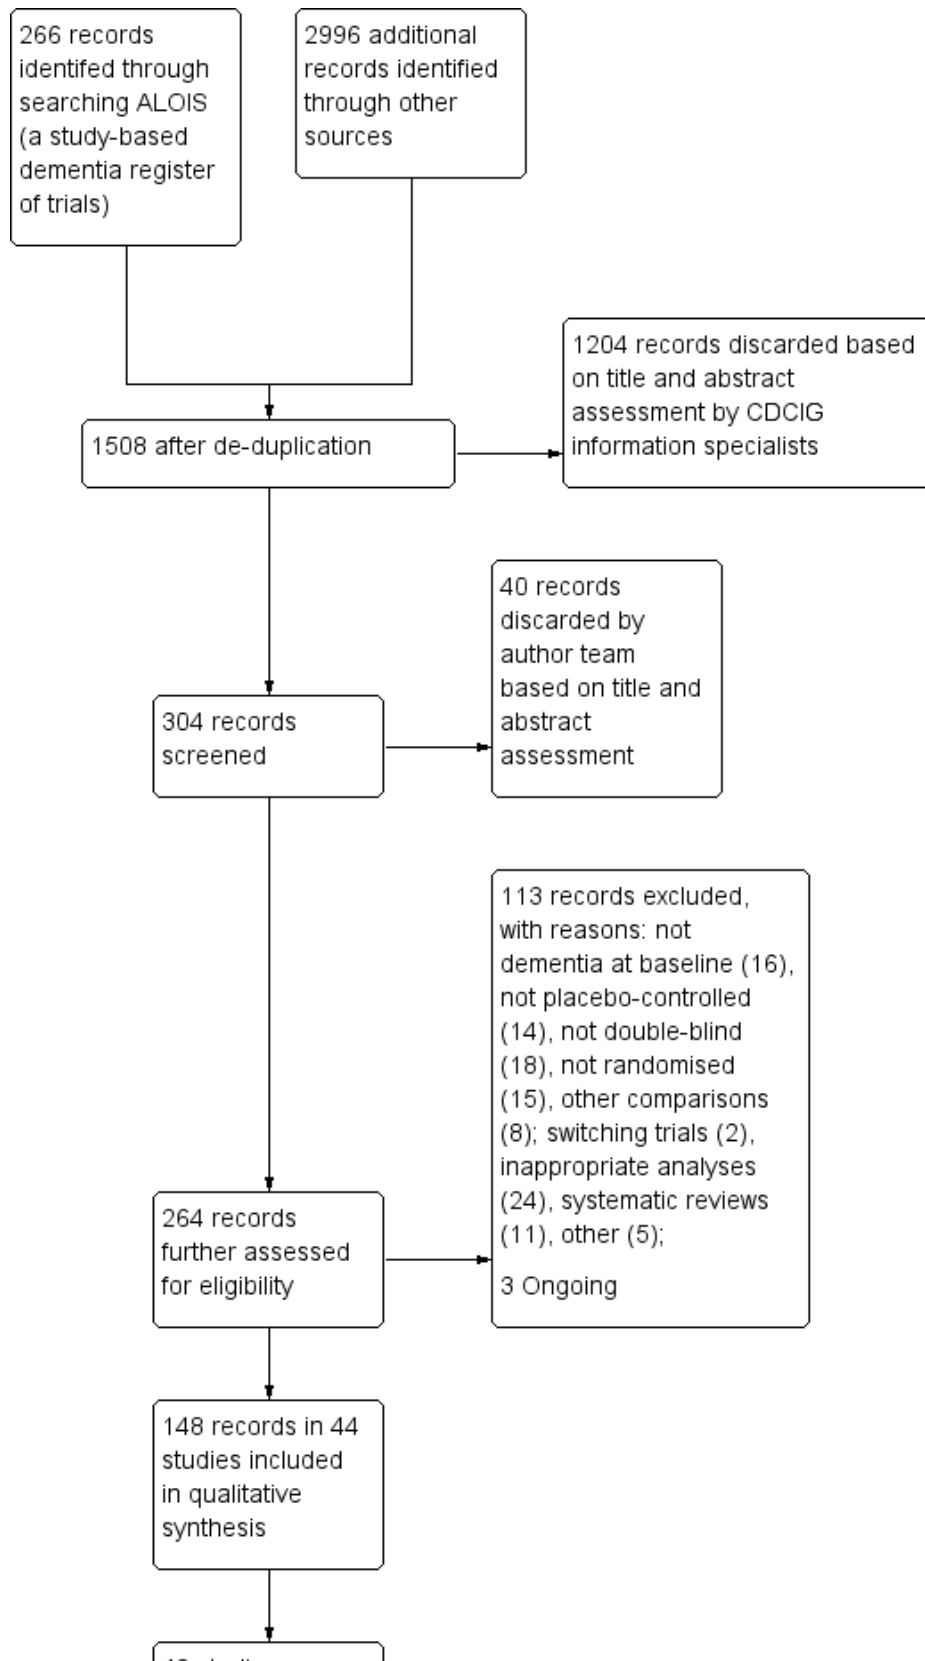 266 records
identifed through
searching ALOIS
(a study-based
dementia register
of trials)
2996 additional
records identified
through other
sources
1204 records discarded based
on title and abstract
assessment by CDCIG
information specialists
1508 after de-duplication
40 records
discarded by
author team
based on title and
abstract
assessment
304 records
screened
113 records excluded,
with reasons: not
dementia at baseline (16),
not placebo-controlled
(14), not double-blind
(18), not randomised
(15), other comparisons
(8); switching trials (2),
inappropriate analyses
(24), systematic reviews
(11), other (5);
3 Ongoing
264 records
further assessed
for eligibility
148 records in 44
studies included
in qualitative
synthesis